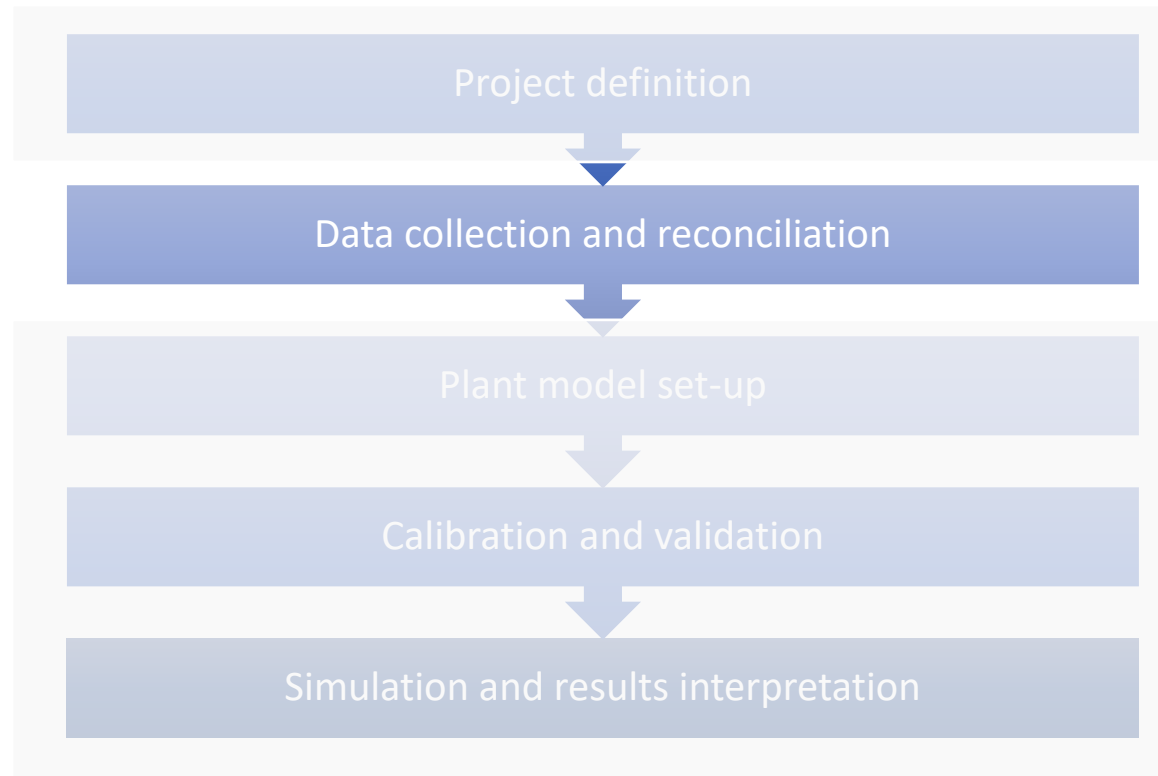 Project definition
Data collection and reconciliation
Plant model set-up
Calibration and validation
Simulation and results interpretation